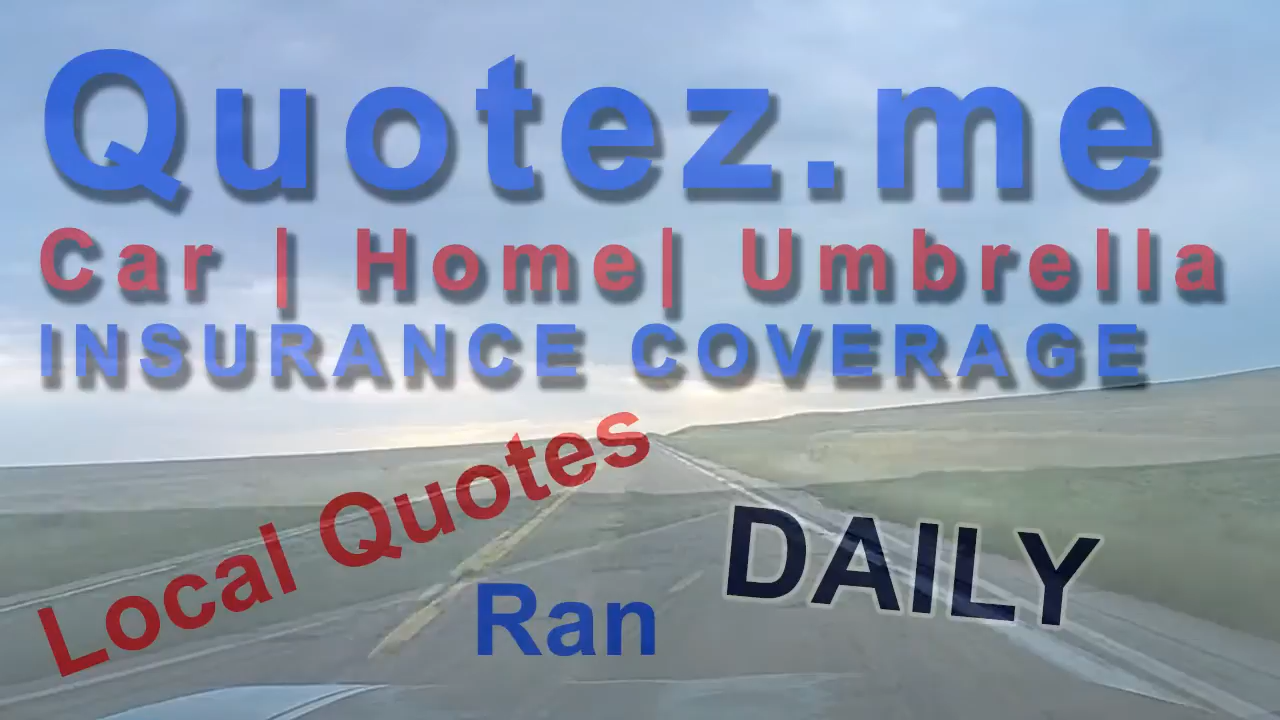 Quotez.me
Car | Home| Umbrella
INSURANCE COVERAGE
Local Quotes
Ran
DAILY